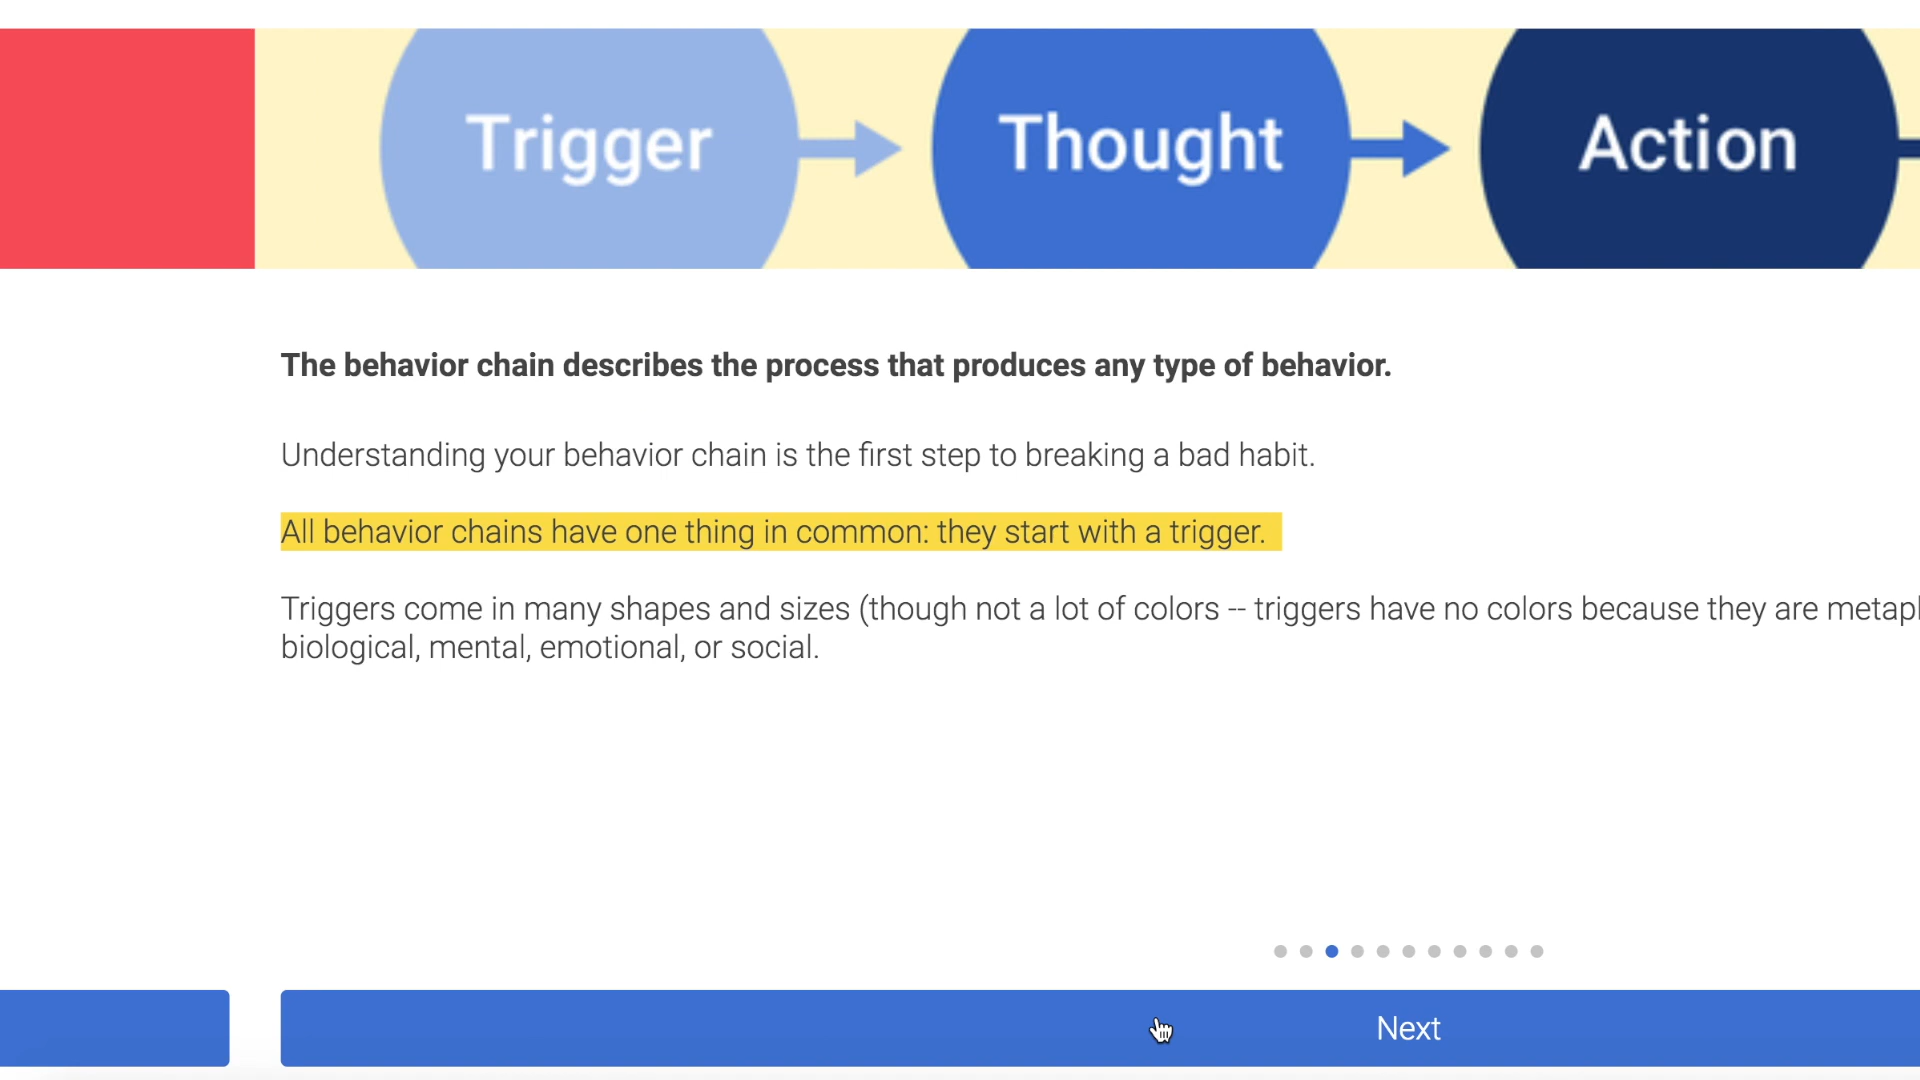 Trigger
Thought
Action
The behavior chain describes the process that produces any type of behavior.
Understanding your behavior chain is the first step to breaking a bad habit.
All behavior chains have one thing in common: they start with a trigger.
Triggers come in many shapes and sizes (though not a lot of colors -- triggers have no colors because they are
biological, mental, emotional, or social.
Next